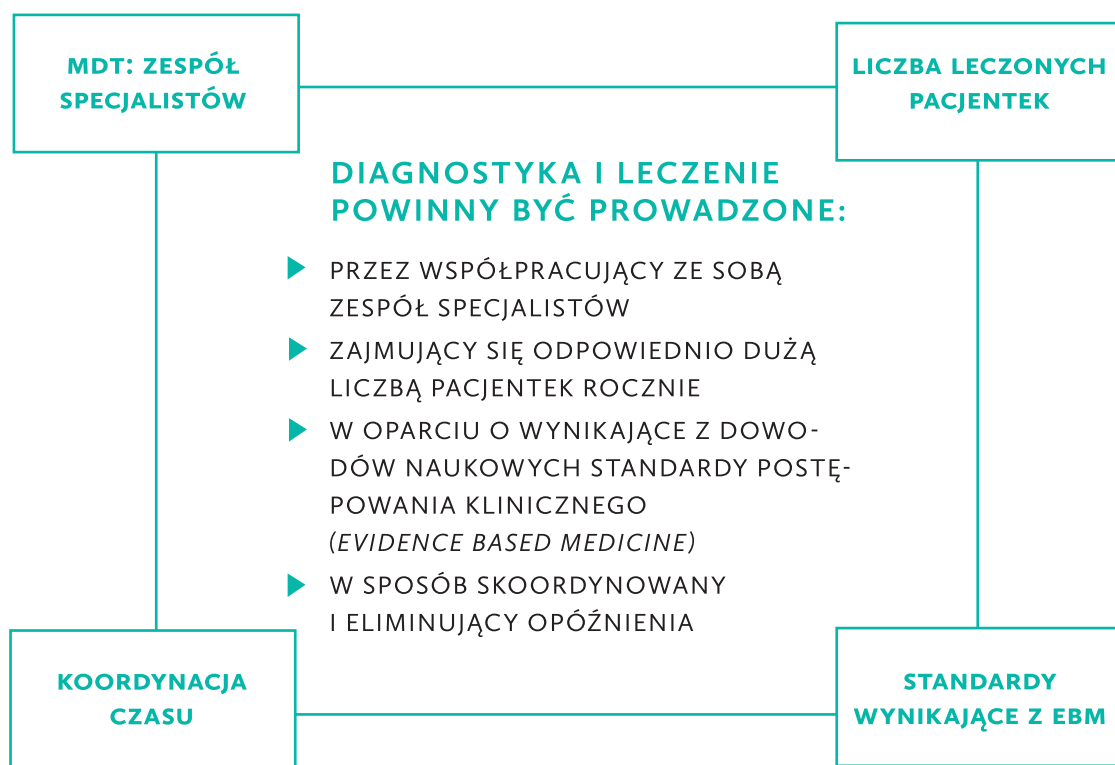 MDT: ZESPÓŁ
SPECJALISTÓW
LICZBA LECZONYCH
PACJENTEK
DIAGNOSTYKA I LECZENIE
POWINNY BYĆ PROWADZONE:
PRZEZ WSPÓŁPRACUJĄCY ZE SOBĄ
ZESPÓŁ SPECJALISTÓW
ZAJMUJĄCY SIĘ ODPOWIEDNIO DUŻĄ
LICZBĄ PACJENTEK ROCZNIE
W OPARCIU O WYNIKAJĄCE Z DOWO-
DÓW NAUKOWYCH STANDARDY POSTĘ-
POWANIA KLINICZNEGO
(EVIDENCE BASED MEDICINE)
W SPOSÓB SKOORDYNOWANY
I ELIMINUJĄCY OPÓŹNIENIA
KOORDYNACJA
CZASU
STANDARDY
WYNIKAJĄCE Z EBM